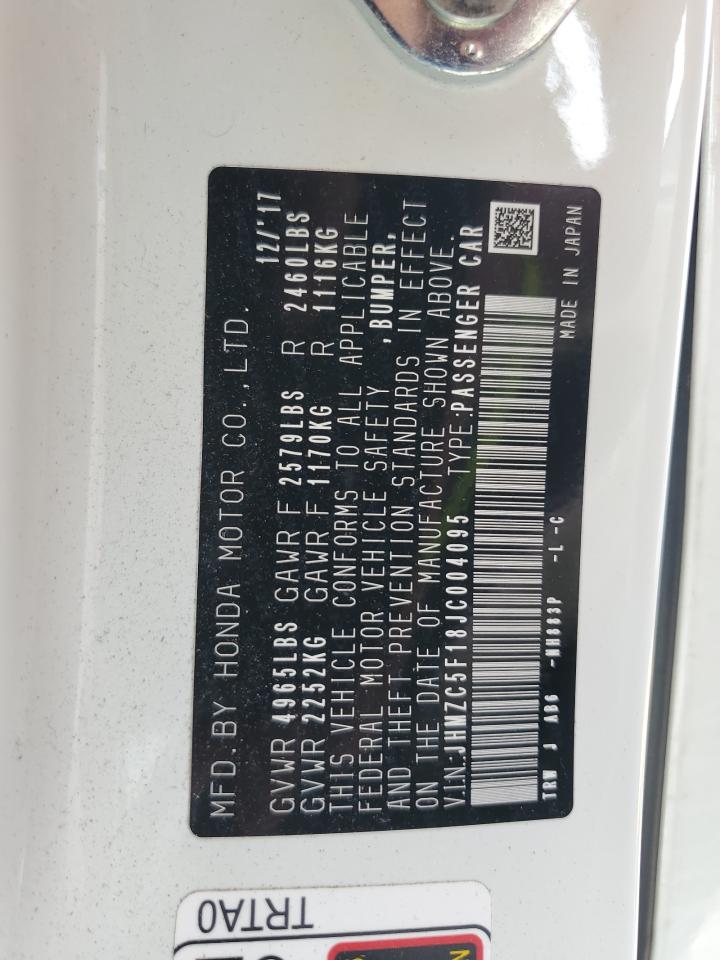 MFD. BY HONDA MOTOR CO., LTD. 12/'17
GVWR 4965LBS GAWR F 2579LBS R 2460LBS
GVWR 2252KG GAWR F 1170KG R 1116KG
THIS VEHICLE CONFORMS TO ALL APPLICABLE
FEDERAL MOTOR VEHICLE SAFETY ,BUMPER,
AND THEFT PREVENTION STANDARDS IN EFFECT
ON THE DATE OF MANUFACTURE SHOWN ABOVE.
V.I.N.:JHMZC5F18JC004095 TYPE:PASSENGER CAR
TRW J AB6 -NH883P -L -C MADE IN JAPAN
TRTA0